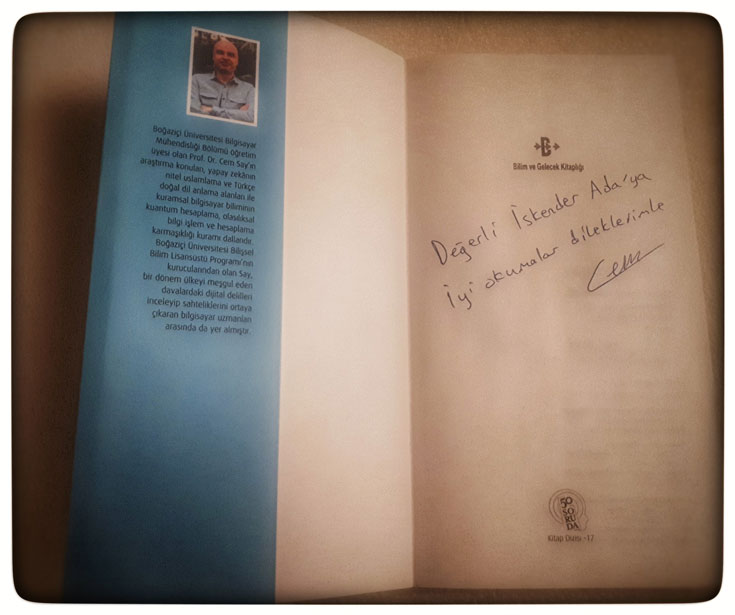 Boğaziçi Üniversitesi Bilgisayar
Mühendisliği Bölümü öğretim
üyesi olan Prof. Dr. Cem Say'ın
araştırma konuları, yapay zekânın
nitel uslamlama ve Türkçe
doğal dil anlama alanları ile
kuramsal bilgisayar biliminin
kuantum hesaplama, olasılıksal
bilgi işlem ve hesaplama
karmaşıklığı kuramı dallarıdır.
Boğaziçi Üniversitesi Bilişsel
Bilim Lisansüstü Programı'nın
kurucularından olan Say,
bir dönem ülkeyi meşgul eden
davalardaki dijital delilleri
inceleyip sahteliklerini ortaya
çıkaran bilgisayar uzmanları
arasında da yer almıştır.
B
Bilim ve Gelecek Kitaplığı
Değerli İskender Ada'ya
İyi okumalar dileklerimle
Cem
50
SORUDA
Kitap Dizisi -17